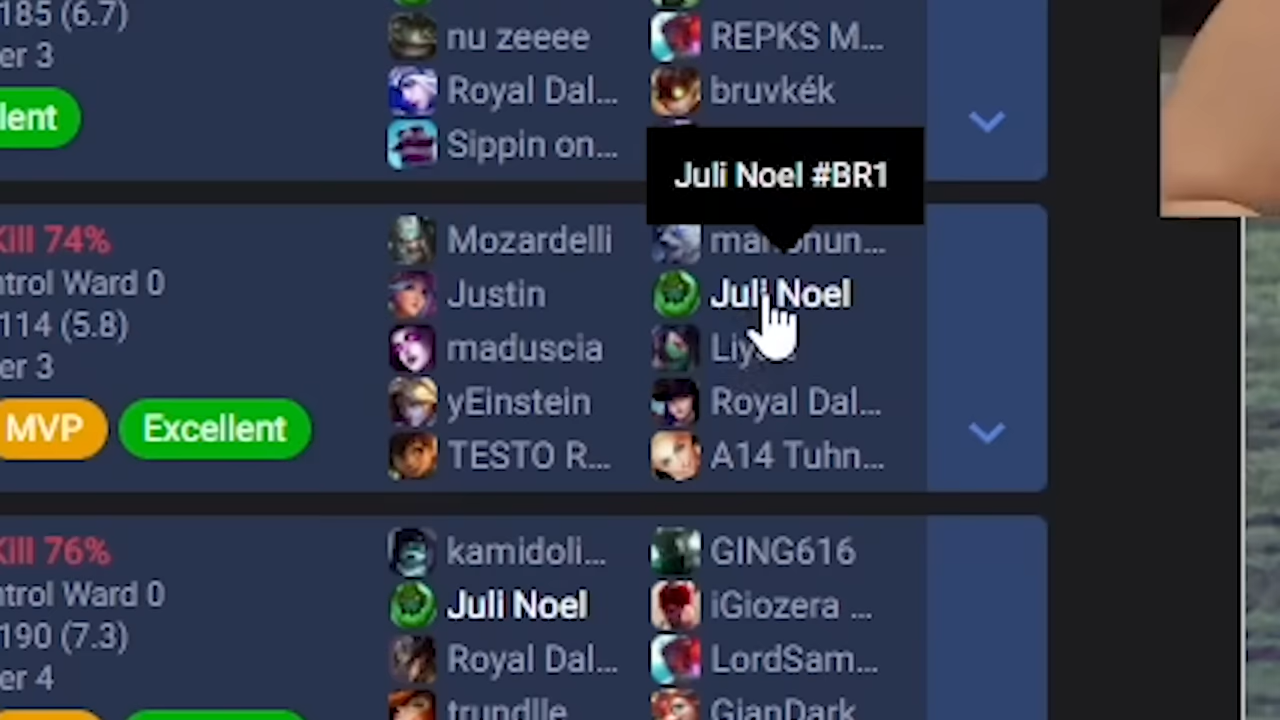 185 (6.7)
er 3
lent
nu zeeee
Royal Dal...
Sippin on...
REPKS M...
bruvkék
Juli Noel #BR1
Kill 74%
ntrol Ward 0
114 (5.8)
er 3
MVP
Excellent
Mozardelli
Justin
maduscia
yEinstein
TESTO R...
Juli Noel
Royal Dal...
A14 Tuhn...
Kill 76%
ntrol Ward 0
190 (7.3)
er 4
kamidoli...
Juli Noel
Royal Dal...
trundlle
GING616
iGiozera ...
LordSam...
GianDark